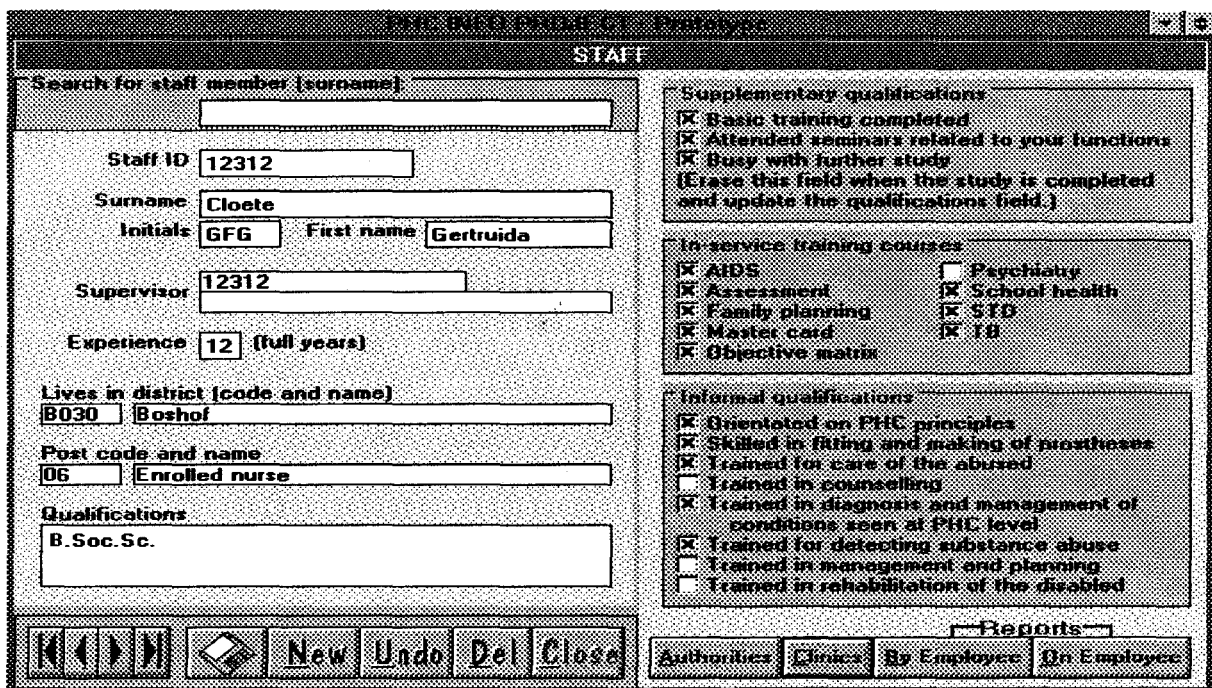 PHC INFO PROJECT - Prototype
STAFF
Search for staff member (surname)
Staff ID 12312
Surname Cloete
Initials GFG First name Gertruida
Supervisor 12312
Experience 12 (full years)
Lives in district (code and name)
B030 Boshof
Post code and name
06 Enrolled nurse
Qualifications
B.Soc.Sc.
New Undo Del Close
Supplementary qualifications
Basic training completed
Attended seminars related to your functions
Busy with further study
(Erase this field when the study is completed
and update the qualifications field.)
In-service training courses
AIDS Psychiatry
Assessment School health
Family planning STD
Master card TB
Objective matrix
Informal qualifications
Orientated on PHC principles
Skilled in fitting and making of prostheses
Trained for care of the abused
Trained in counselling
Trained in diagnosis and management of
conditions seen at PHC level
Trained for detecting substance abuse
Trained in management and planning
Trained in rehabilitation of the disabled
Reports
Authorities Clinics By Employee On Employee